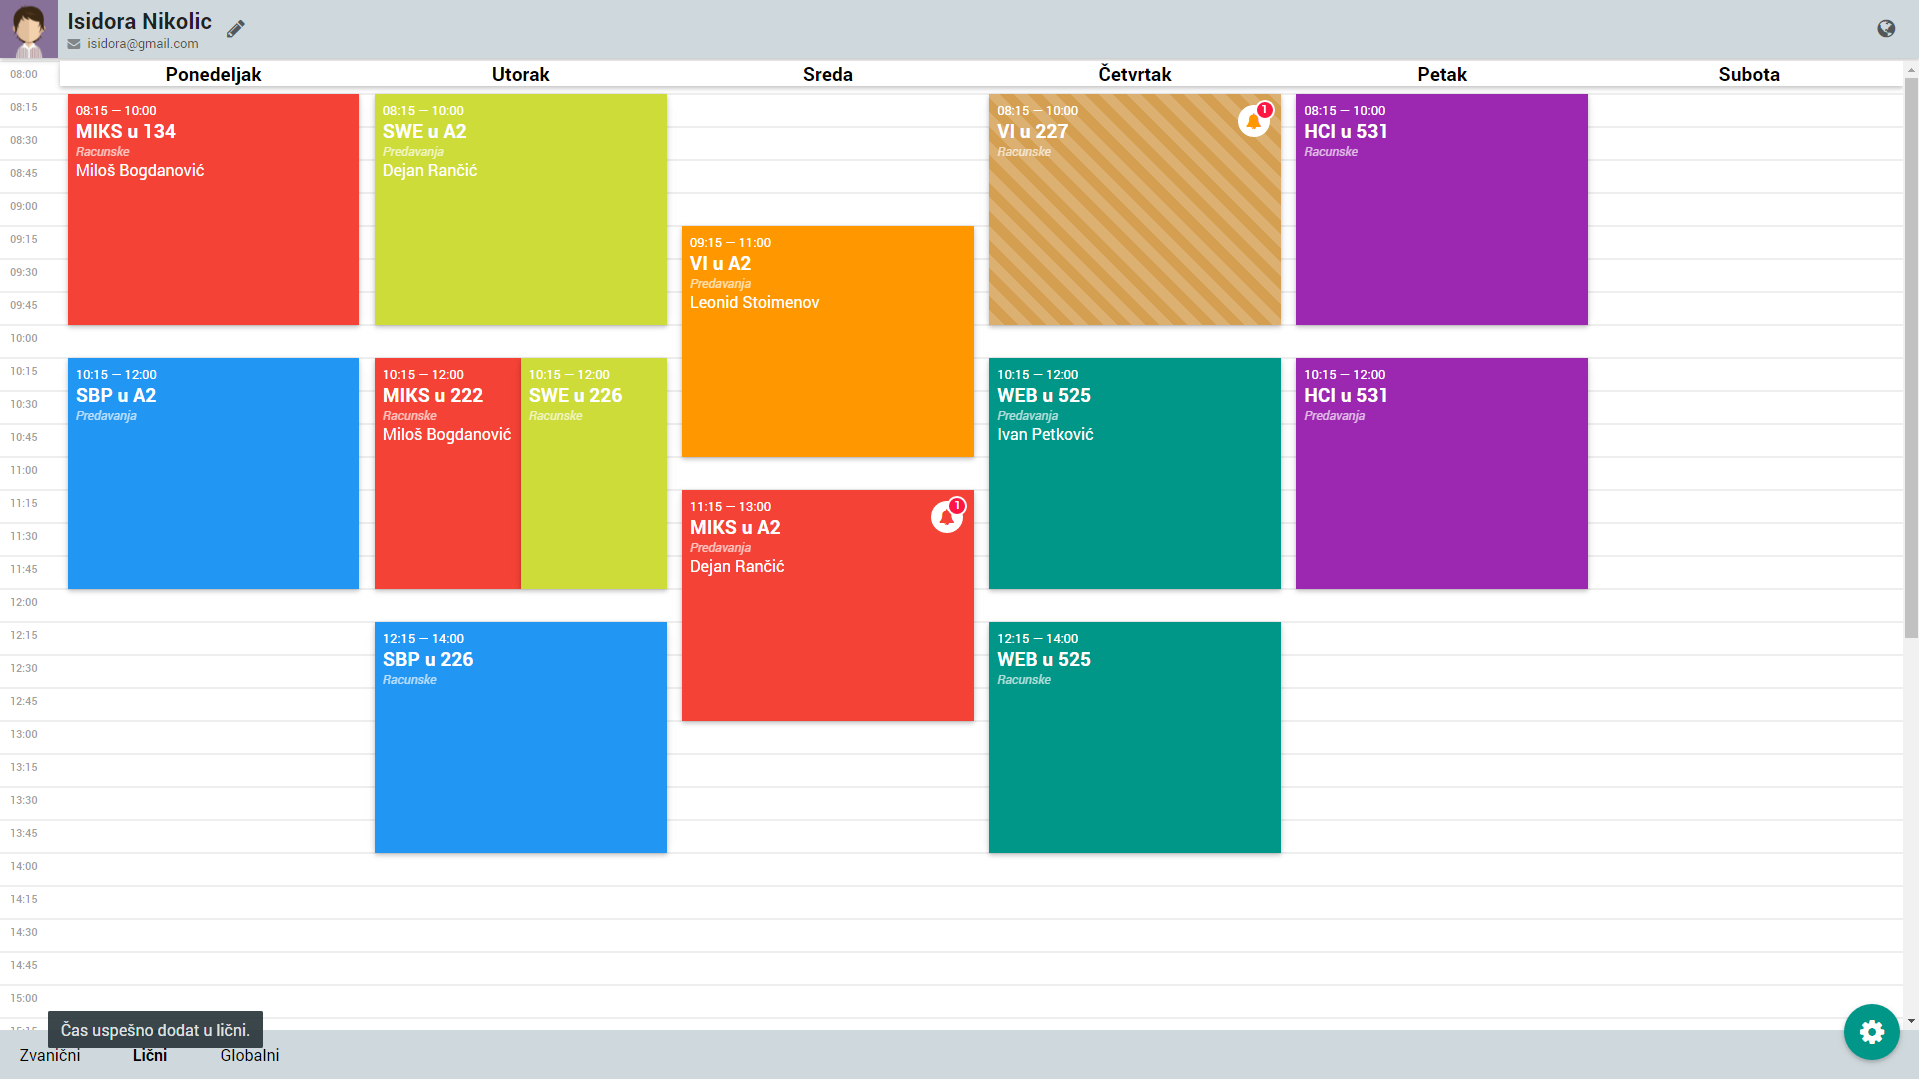 Isidora Nikolic
isidora@gmail.com
Ponedeljak
Utorak
Sreda
Četvrtak
Petak
Subota
08:00
08:15
08:30
08:45
09:00
09:15
09:30
09:45
10:00
10:15
10:30
10:45
11:00
11:15
11:30
11:45
12:00
12:15
12:30
12:45
13:00
13:15
13:30
13:45
14:00
14:15
14:30
14:45
15:00
08:15 — 10:00
MIKS u 134
Racunske
Miloš Bogdanović
10:15 — 12:00
SBP u A2
Predavanja
08:15 — 10:00
SWE u A2
Predavanja
Dejan Rančić
10:15 — 12:00
MIKS u 222
Racunske
Miloš Bogdanović
10:15 — 12:00
SWE u 226
Racunske
12:15 — 14:00
SBP u 226
Racunske
09:15 — 11:00
VI u A2
Predavanja
Leonid Stoimenov
11:15 — 13:00
MIKS u A2
Predavanja
Dejan Rančić
1
08:15 — 10:00
VI u 227
Racunske
1
10:15 — 12:00
WEB u 525
Predavanja
Ivan Petković
12:15 — 14:00
WEB u 525
Racunske
08:15 — 10:00
HCI u 531
Racunske
10:15 — 12:00
HCI u 531
Predavanja
Čas uspešno dodat u lični.
Zvanični
Lični
Globalni